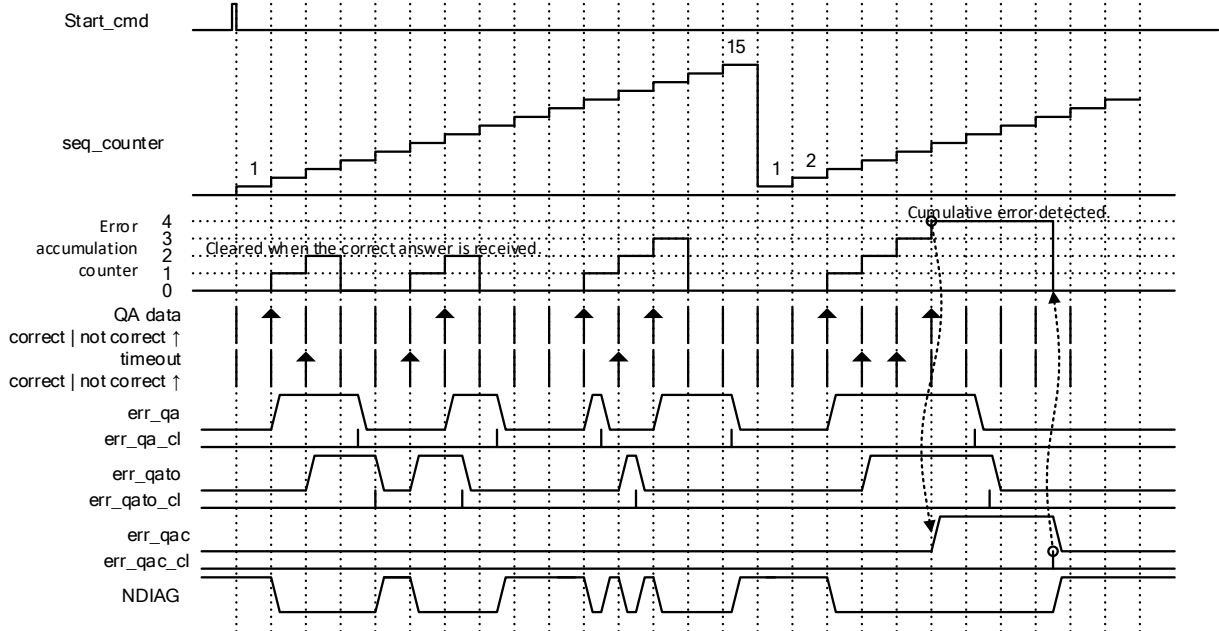 Start_cmd
15
seq_counter
1
1
2
Error
accumulation
counter
4
3
2
1
0
Cumulative error detected.
Cleared when the correct answer is received.
QA data
correct | not correct ↑
timeout
correct | not correct ↑
err_qa
err_qa_cl
err_qato
err_qato_cl
err_qac
err_qac_cl
NDIAG